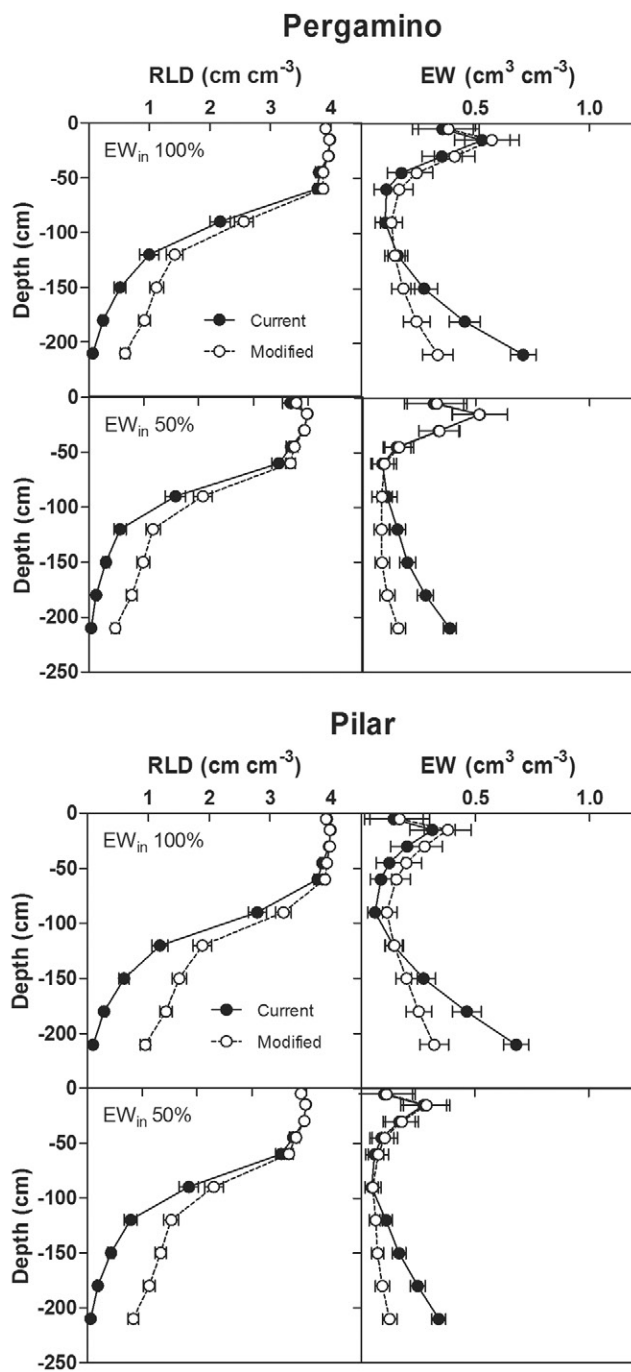 Pergamino
RLD (cm cm-3) EW (cm3 cm-3)
1 2 3 4 0.5 1.0
0
-50
-100
-150
-200
Depth (cm)
EWin 100%
Current
Modified
0
-50
-100
-150
-200
-250
Depth (cm)
EWin 50%
Pilar
RLD (cm cm-3) EW (cm3 cm-3)
1 2 3 4 0.5 1.0
0
-50
-100
-150
-200
Depth (cm)
EWin 100%
Current
Modified
0
-50
-100
-150
-200
-250
Depth (cm)
EWin 50%